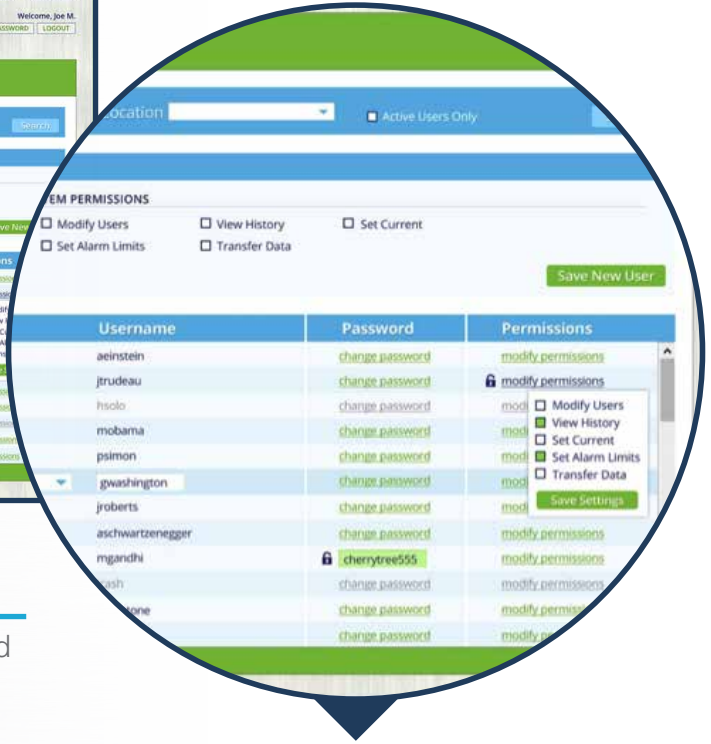 Welcome, Joe M.
LOGOUT
Search
Location
Active Users Only
PERMISSIONS
Modify Users View History Set Current
Set Alarm Limits Transfer Data
Save New User
Username Password Permissions
aeinstein change password modify permissions
jtrudeau change password modify permissions
hsolo change password
Modify Users
mobama change password
View History
Set Current
psimon change password
Set Alarm Limits
Transfer Data
gwashington change password
Save Settings
jroberts change password
aschwartzenegger change password modify permissions
mgandhi cherrytree555 modify permissions
change password modify permissions
change password
change password